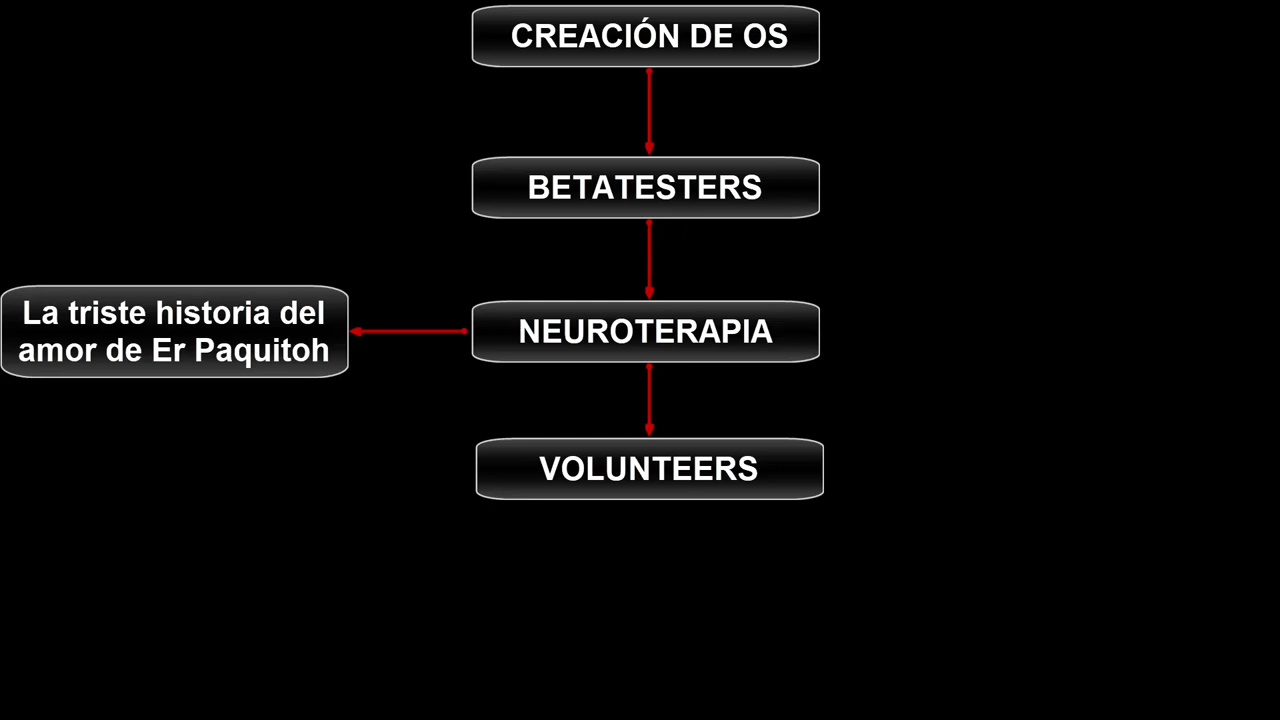 CREACIÓN DE OS
BETATESTERS
La triste historia del
amor de Er Paquitoh
NEUROTERAPIA
VOLUNTEERS